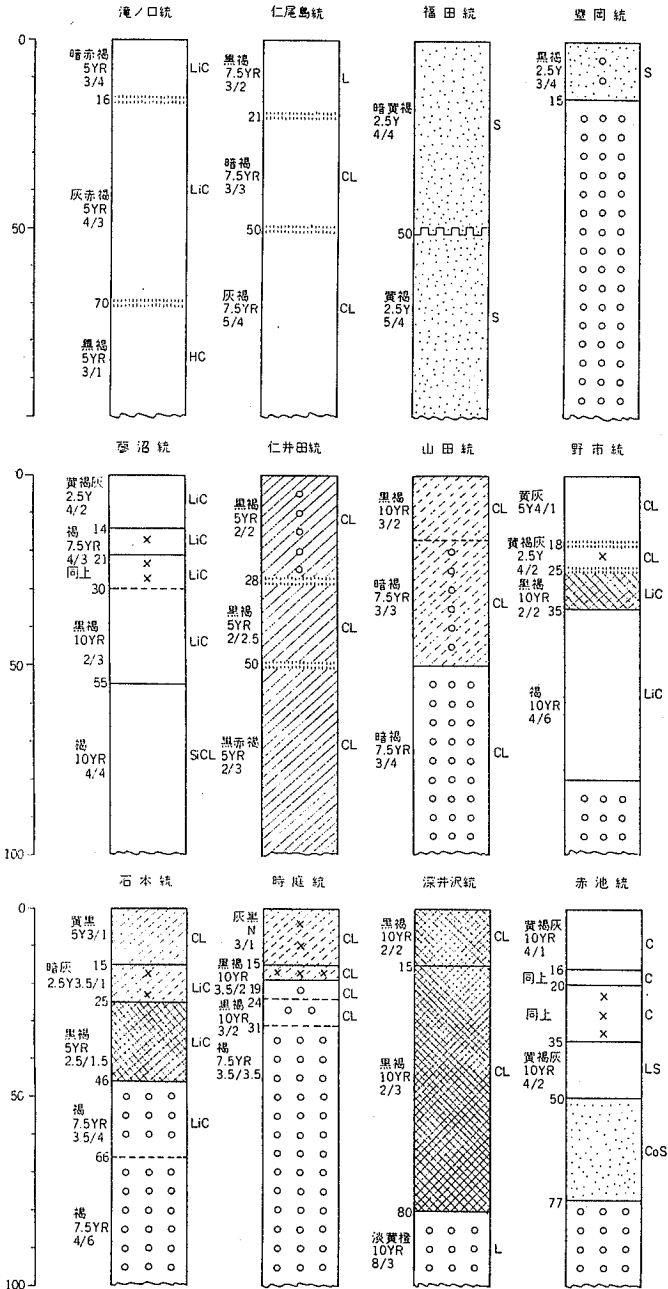 滝ノ口統
0
50
暗赤褐
5YR
3/4
LiC
16
灰赤褐
5YR
4/3
LiC
70
黒褐
5YR
3/1
HC
仁尾島統
黒褐
7.5YR
3/2
L
21
暗褐
7.5YR
3/3
CL
50
灰褐
7.5YR
5/4
CL
福田統
暗黄褐
2.5Y
4/4
S
50
黄褐
2.5Y
5/4
S
壁岡統
黒褐
2.5Y
3/4
S
15
蓼沼統
0
50
100
黄褐灰
2.5Y
4/2
LiC
14
褐
7.5YR
4/3
LiC
21
同上
LiC
30
黒褐
10YR
2/3
LiC
55
褐
10YR
4/4
SiCL
仁井田統
黒褐
5YR
2/2
CL
28
黒褐
5YR
2/2.5
CL
50
黒赤褐
5YR
2/3
CL
山田統
黒褐
10YR
3/2
CL
暗褐
7.5YR
3/3
CL
暗褐
7.5YR
3/4
CL
野市統
黄灰
5Y4/1
CL
18
黄褐灰
2.5Y
4/2
CL
25
黒褐
10YR
2/2
LiC
35
褐
10YR
4/6
LiC
石本統
0
50
100
黄黒
5Y3/1
CL
15
暗灰
2.5Y3.5/1
LiC
25
黒褐
5YR
2.5/1.5
LiC
46
褐
7.5YR
3.5/4
LiC
66
褐
7.5YR
4/6
時庭統
灰黒
N
3/1
CL
15
黒褐
10YR
3.5/2
CL
19
CL
24
黒褐
10YR
3/2
CL
31
褐
7.5YR
3.5/3.5
深井沢統
黒褐
10YR
2/2
CL
15
黒褐
10YR
2/3
CL
80
淡黄橙
10YR
8/3
L
赤池統
黄褐灰
10YR
4/1
C
16
同上
C
20
同上
C
35
黄褐灰
10YR
4/2
LS
50
CoS
77